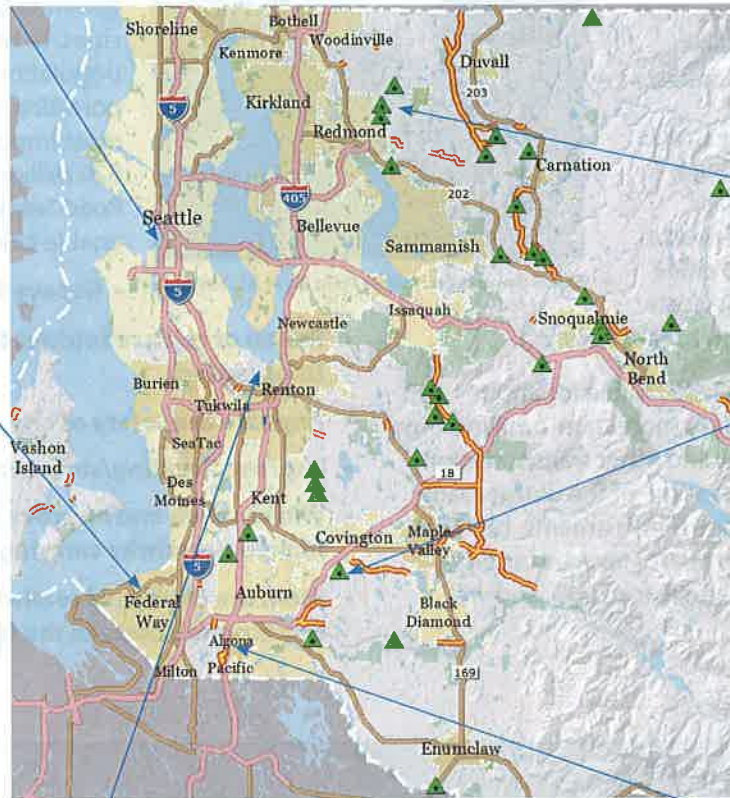 Shoreline
Bothell
Kenmore
Woodinville
Duvall
203
5
Kirkland
Redmond
Carnation
405
202
Seattle
Bellevue
Sammamish
5
Newcastle
Issaquah
Snoqualmie
North
Bend
Burien
Renton
Tukwila
Vashon
Island
SeaTac
18
Des
Moines
Kent
Covington
Maple
Valley
5
Auburn
Federal
Way
Black
Diamond
Algona
Milton
Pacific
169
Enumclaw